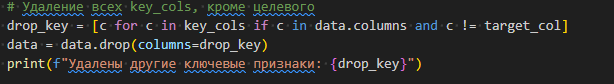 # Удаление всех key_cols, кроме целевого
drop_key = [c for c in key_cols if c in data.columns and c != target_col]
data = data.drop(columns=drop_key)
print(f"Удалены другие ключевые признаки: {drop_key}")